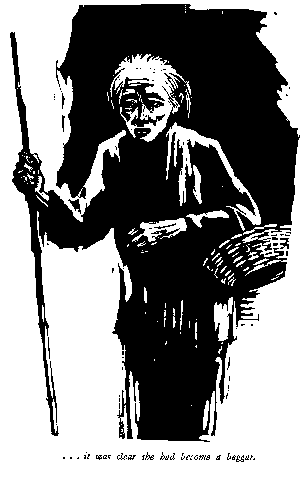 . . . it was clear she had become a beggar.